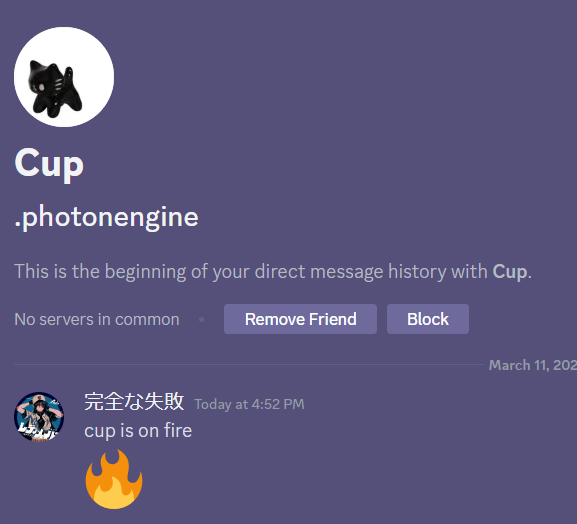 Cup
.photonengine
This is the beginning of your direct message history with Cup.
No servers in common • Remove Friend Block
March 11, 202
完全な失敗 Today at 4:52 PM
cup is on fire
🔥